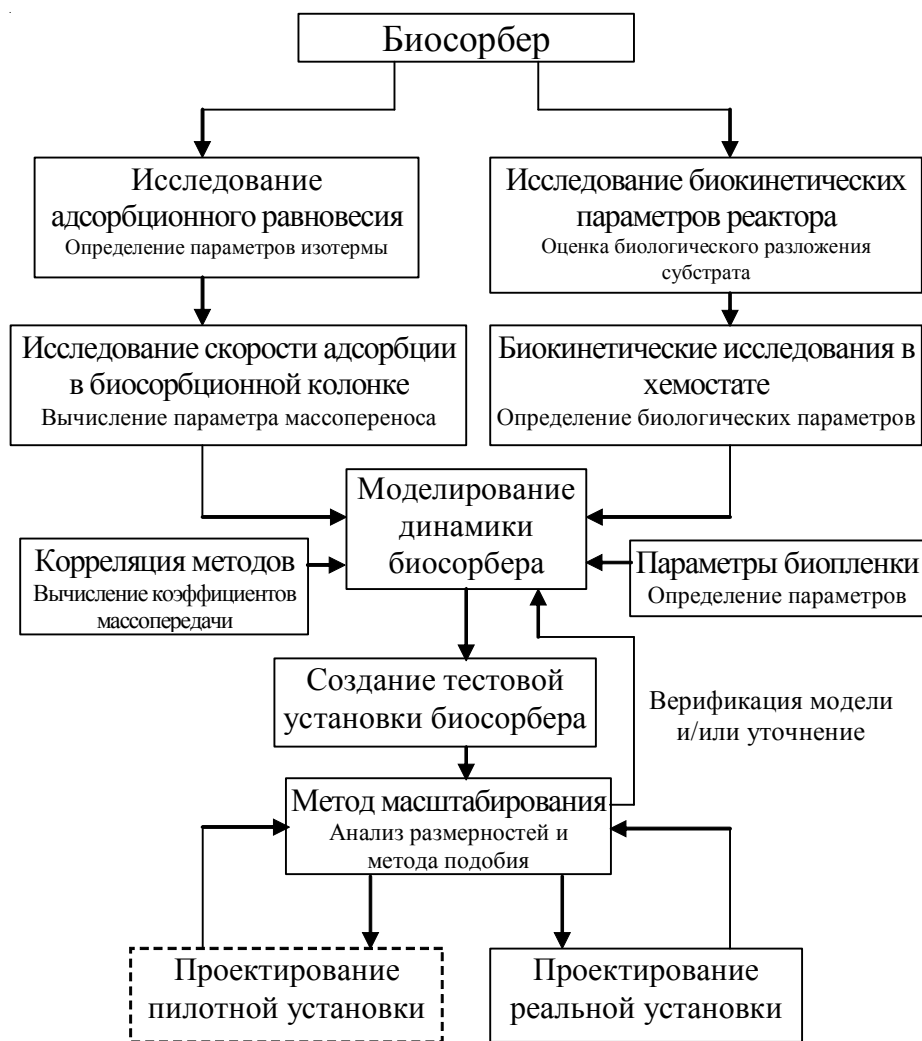 Биосорбер
Исследование
адсорбционного равновесия
Определение параметров изотермы
Исследование биокинетических
параметров реактора
Оценка биологического разложения
субстрата
Исследование скорости адсорбции
в биосорбционной колонке
Вычисление параметра массопереноса
Биокинетические исследования в
хемостате
Определение биологических параметров
Моделирование
динамики
биосорбера
Корреляция методов
Вычисление коэффициентов
массопередачи
Параметры биопленки
Определение параметров
Создание тестовой
установки биосорбера
Верификация модели
и/или уточнение
Метод масштабирования
Анализ размерностей и
метода подобия
Проектирование
пилотной установки
Проектирование
реальной установки